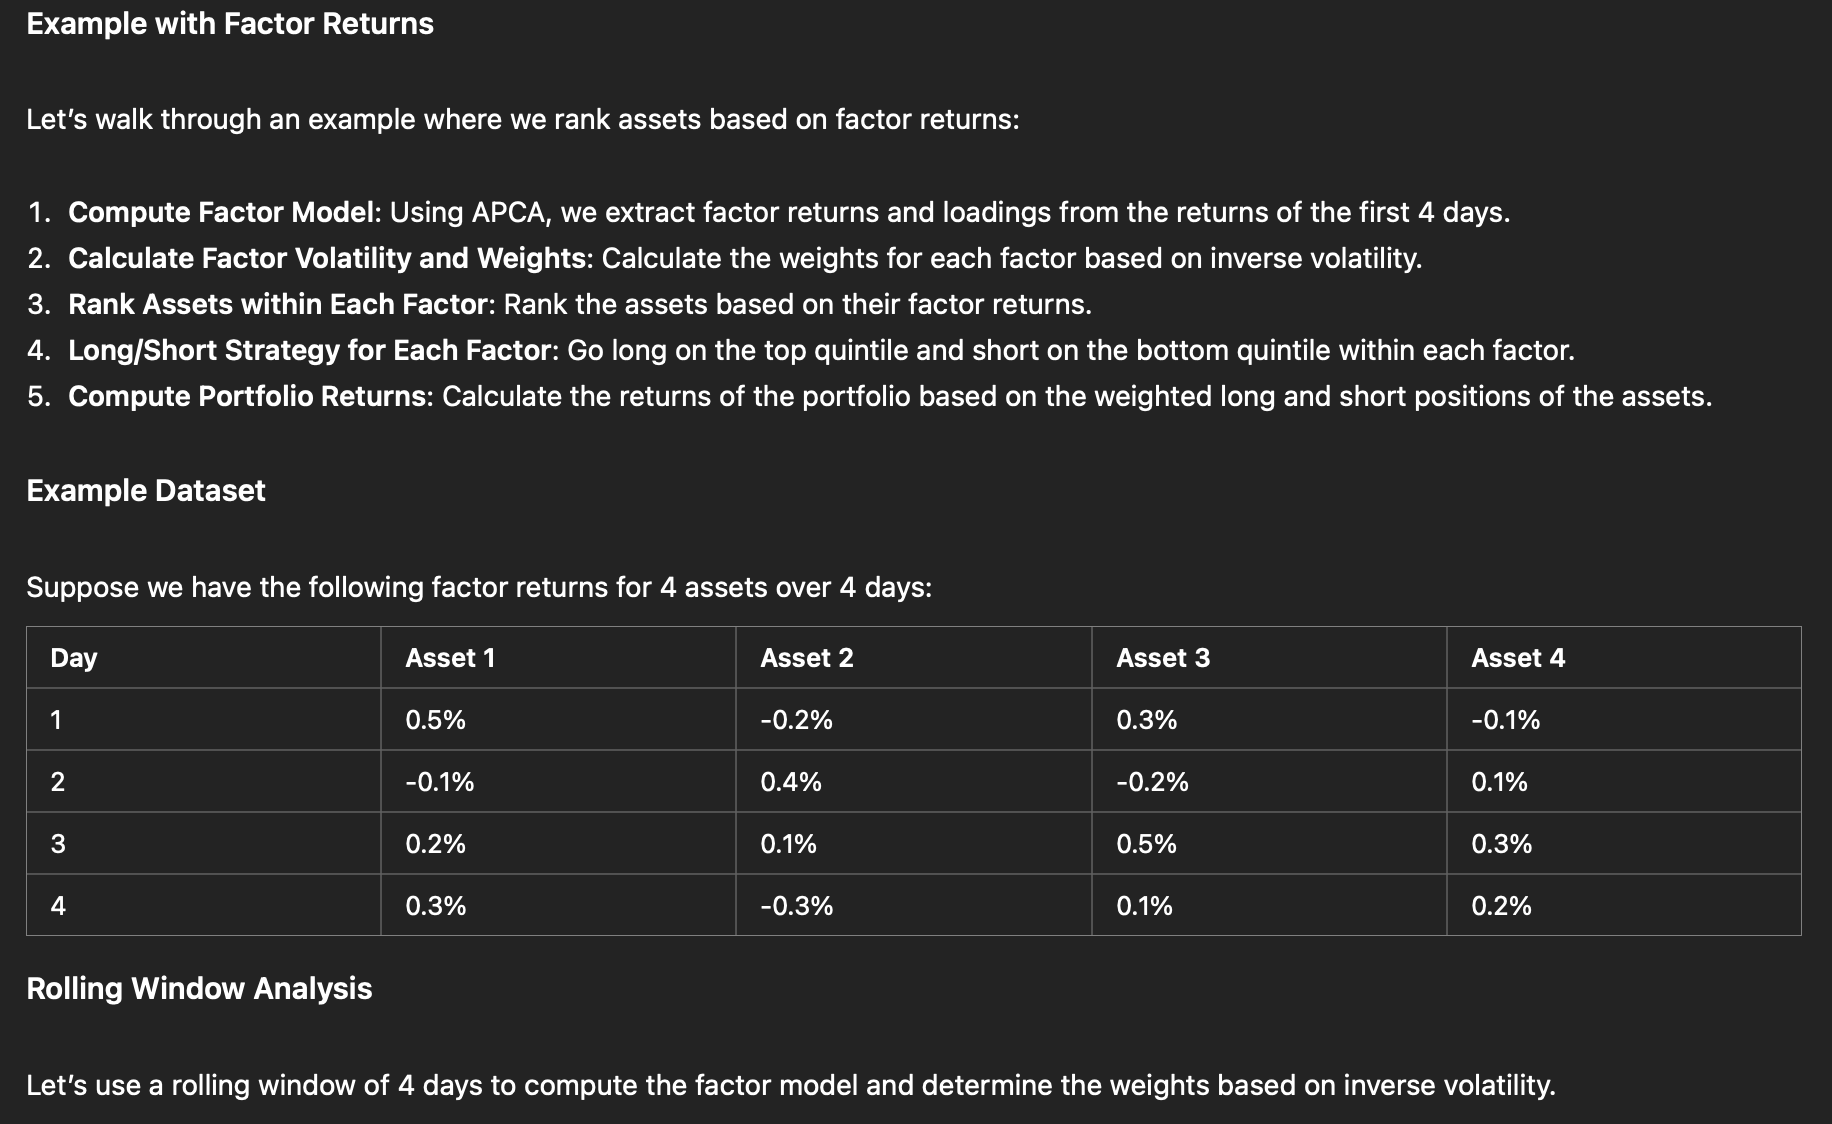 Example with Factor Returns
Let’s walk through an example where we rank assets based on factor returns:
1. Compute Factor Model: Using APCA, we extract factor returns and loadings from the returns of the first 4 days.
2. Calculate Factor Volatility and Weights: Calculate the weights for each factor based on inverse volatility.
3. Rank Assets within Each Factor: Rank the assets based on their factor returns.
4. Long/Short Strategy for Each Factor: Go long on the top quintile and short on the bottom quintile within each factor.
5. Compute Portfolio Returns: Calculate the returns of the portfolio based on the weighted long and short positions of the assets.
Example Dataset
Suppose we have the following factor returns for 4 assets over 4 days:
Day Asset 1 Asset 2 Asset 3 Asset 4
1 0.5% -0.2% 0.3% -0.1%
2 -0.1% 0.4% -0.2% 0.1%
3 0.2% 0.1% 0.5% 0.3%
4 0.3% -0.3% 0.1% 0.2%
Rolling Window Analysis
Let’s use a rolling window of 4 days to compute the factor model and determine the weights based on inverse volatility.